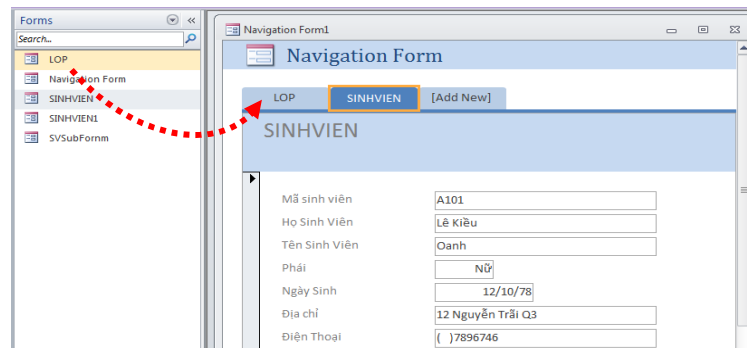 Forms
Search...
LOP
Navigation Form
SINHVIEN
SINHVIEN1
SVSubFornm
Navigation Form1
Navigation Form
LOP SINHVIEN [Add New]
SINHVIEN
Mã sinh viên A101
Họ Sinh Viên Lê Kiều
Tên Sinh Viên Oanh
Phái Nữ
Ngày Sinh 12/10/78
Địa chỉ 12 Nguyễn Trãi Q3
Điện Thoại ( )7896746